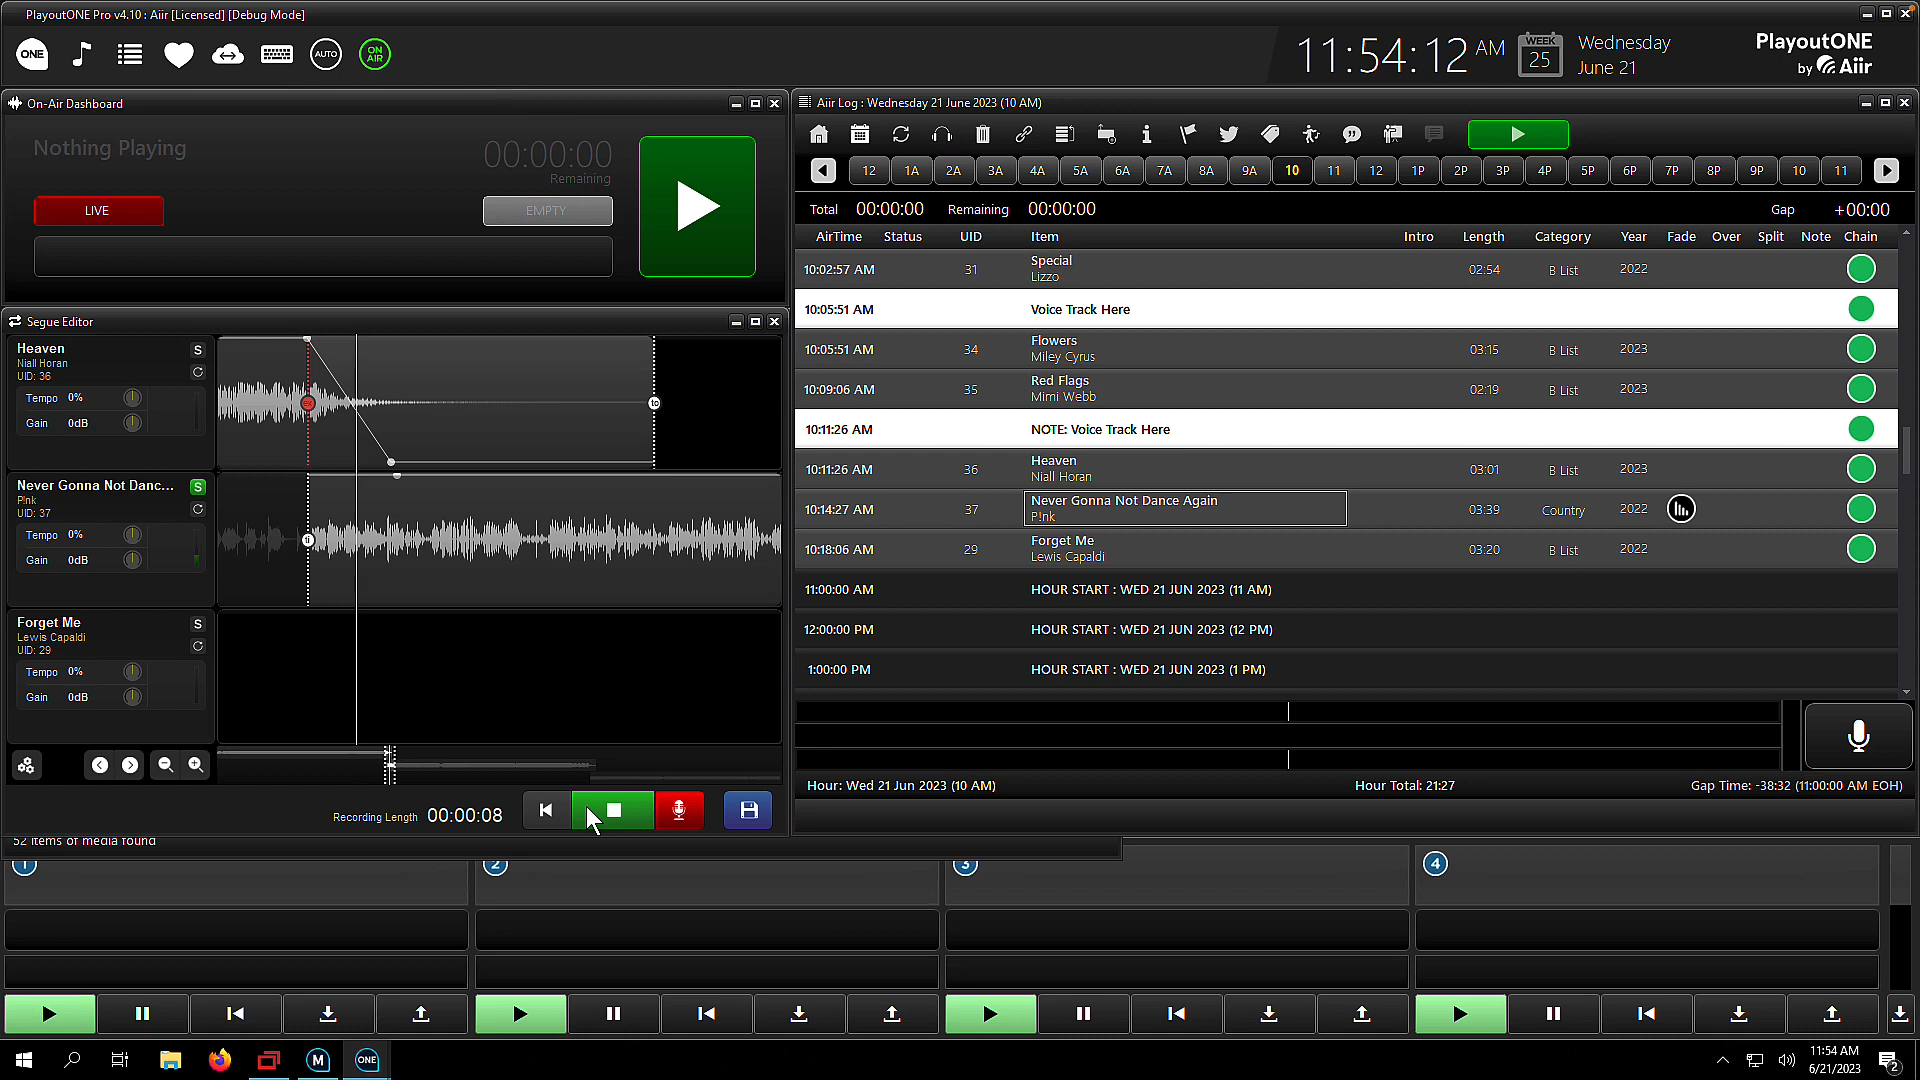 PlayoutONE Pro v4.10 : Aiir [Licensed] [Debug Mode]
ONE
AUTO
ON AIR
11:54:12 AM
WEEK
25
Wednesday
June 21
PlayoutONE
by Aiir
On-Air Dashboard
Nothing Playing
00:00:00
Remaining
LIVE
EMPTY
Segue Editor
Heaven
Niall Horan
UID: 36
Tempo 0%
Gain 0dB
S
Never Gonna Not Danc...
P!nk
UID: 37
Tempo 0%
Gain 0dB
S
Forget Me
Lewis Capaldi
UID: 29
Tempo 0%
Gain 0dB
S
Recording Length 00:00:08
52 items of media found
Aiir Log : Wednesday 21 June 2023 (10 AM)
12 1A 2A 3A 4A 5A 6A 7A 8A 9A 10 11 12 1P 2P 3P 4P 5P 6P 7P 8P 9P 10 11
Total 00:00:00 Remaining 00:00:00 Gap +00:00
AirTime Status UID Item Intro Length Category Year Fade Over Split Note Chain
10:02:57 AM 31 Special 02:54 B List 2022
Lizzo
10:05:51 AM Voice Track Here
10:05:51 AM 34 Flowers 03:15 B List 2023
Miley Cyrus
10:09:06 AM 35 Red Flags 02:19 B List 2023
Mimi Webb
10:11:26 AM NOTE: Voice Track Here
10:11:26 AM 36 Heaven 03:01 B List 2023
Niall Horan
10:14:27 AM 37 Never Gonna Not Dance Again 03:39 Country 2022
P!nk
10:18:06 AM 29 Forget Me 03:20 B List 2022
Lewis Capaldi
11:00:00 AM HOUR START : WED 21 JUN 2023 (11 AM)
12:00:00 PM HOUR START : WED 21 JUN 2023 (12 PM)
1:00:00 PM HOUR START : WED 21 JUN 2023 (1 PM)
Hour: Wed 21 Jun 2023 (10 AM) Hour Total: 21:27 Gap Time: -38:32 (11:00:00 AM EOH)
1 2 3 4
M
ONE
11:54 AM
6/21/2023
2